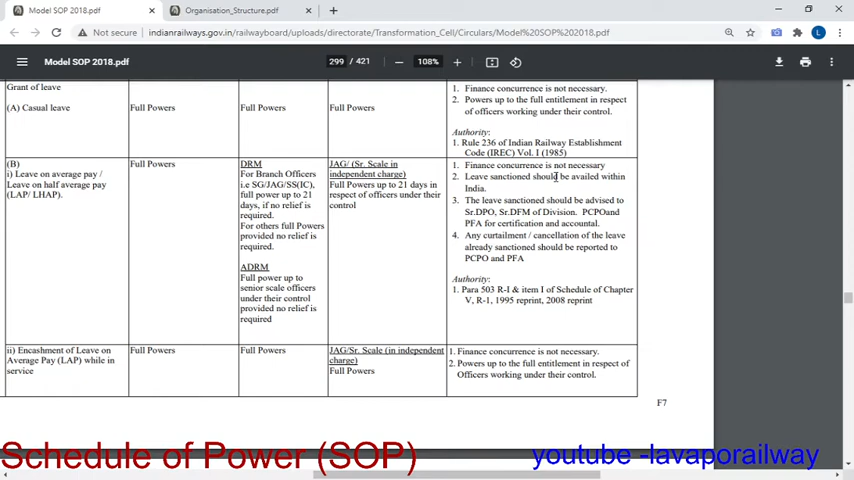 Model SOP 2018.pdf
Organisation_Structure.pdf
Not secure
indianrailways.gov.in/railwayboard/uploads/directorate/Transformation_Cell/Circulars/Model%20SOP%202018.pdf
L
Model SOP 2018.pdf
299 / 421
108%
Grant of leave
(A) Casual leave
Full Powers
Full Powers
Full Powers
1. Finance concurrence is not necessary.
2. Powers up to the full entitlement in respect
of officers working under their control.
Authority:
1. Rule 236 of Indian Railway Establishment
Code (IREC) Vol. I (1985)
(B)
i) Leave on average pay /
Leave on half average pay
(LAP/ LHAP).
Full Powers
DRM
For Branch Officers
i.e SG/JAG/SS(IC),
full power up to 21
days, if no relief is
required.
For others full Powers
provided no relief is
required.
ADRM
Full power up to
senior scale officers
under their control
provided no relief is
required
JAG/ (Sr. Scale in
independent charge)
Full Powers up to 21 days in
respect of officers under their
control
1. Finance concurrence is not necessary
2. Leave sanctioned should be availed within
India.
3. The leave sanctioned should be advised to
Sr.DPO, Sr.DFM of Division. PCPOand
PFA for certification and accountal.
4. Any curtailment / cancellation of the leave
already sanctioned should be reported to
PCPO and PFA
Authority:
1. Para 503 R-I & item I of Schedule of Chapter
V, R-1, 1995 reprint, 2008 reprint
ii) Encashment of Leave on
Average Pay (LAP) while in
service
Full Powers
Full Powers
JAG/Sr. Scale (in independent
charge)
Full Powers
1. Finance concurrence is not necessary.
2. Powers up to the full entitlement in respect of
Officers working under their control.
F7
Schedule of Power (SOP)
youtube -lavaporailway